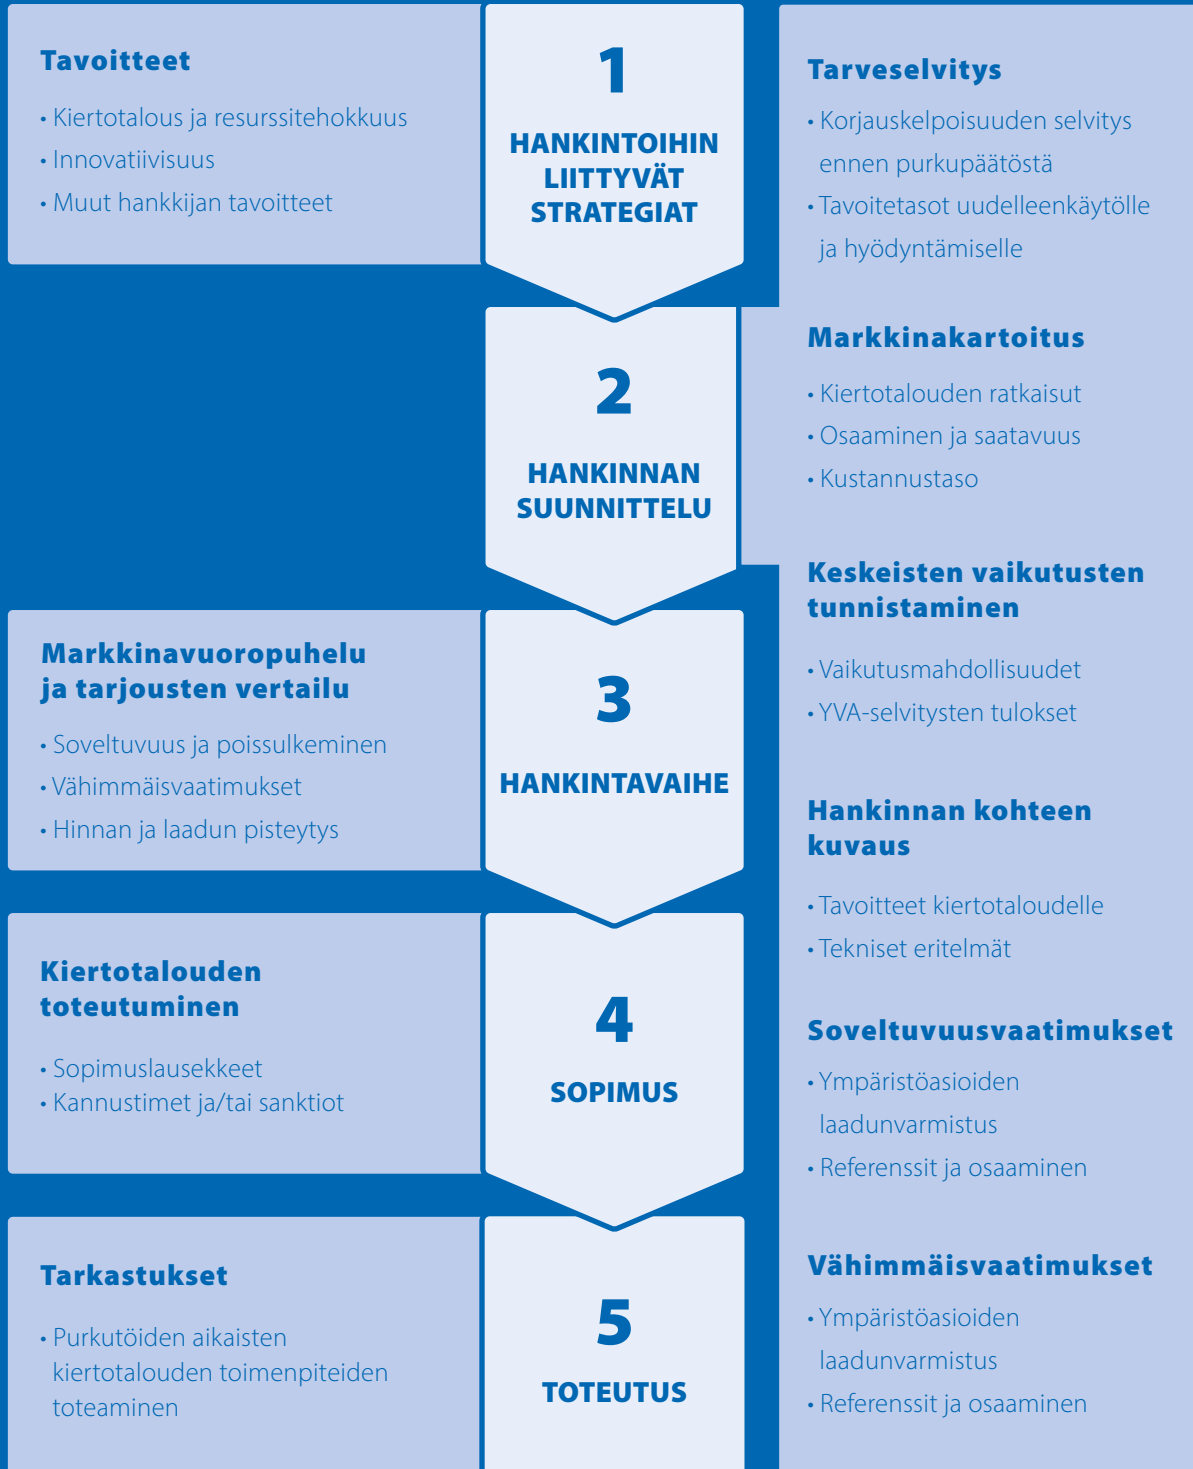 Tavoitteet
• Kiertotalous ja resurssitehokkuus
• Innovatiivisuus
• Muut hankkijan tavoitteet
1
HANKINTOIHIN
LIITTYVÄT
STRATEGIAT
2
HANKINNAN
SUUNNITTELU
Tarveselvitys
• Korjauskelpoisuuden selvitys
ennen purkupäätöstä
• Tavoitetasot uudelleenkäytölle
ja hyödyntämiselle
Markkinakartoitus
• Kiertotalouden ratkaisut
• Osaaminen ja saatavuus
• Kustannustaso
Keskeisten vaikutusten
tunnistaminen
• Vaikutusmahdollisuudet
• YVA-selvitysten tulokset
Hankinnan kohteen
kuvaus
• Tavoitteet kiertotaloudelle
• Tekniset eritelmät
Soveltuvuusvaatimukset
• Ympäristöasioiden
laadunvarmistus
• Referenssit ja osaaminen
Vähimmäisvaatimukset
• Ympäristöasioiden
laadunvarmistus
• Referenssit ja osaaminen
Markkinavuoropuhelu
ja tarjousten vertailu
• Soveltuvuus ja poissulkeminen
• Vähimmäisvaatimukset
• Hinnan ja laadun pisteytys
3
HANKINTAVAIHE
Kiertotalouden
toteutuminen
• Sopimuslausekkeet
• Kannustimet ja/tai sanktiot
4
SOPIMUS
Tarkastukset
• Purkutöiden aikaisten
kiertotalouden toimenpiteiden
toteaminen
5
TOTEUTUS